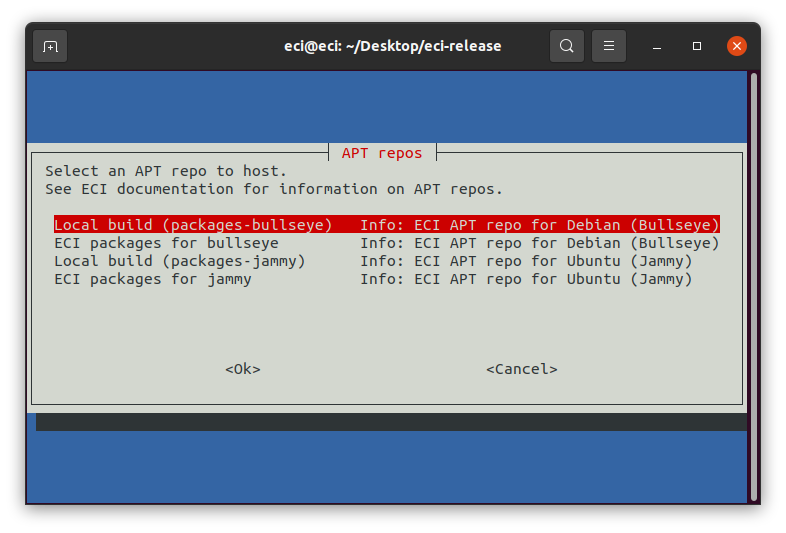 eci@eci: ~/Desktop/eci-release
APT repos
Select an APT repo to host.
See ECI documentation for information on APT repos.
Local build (packages-bullseye) Info: ECI APT repo for Debian (Bullseye)
ECI packages for bullseye Info: ECI APT repo for Debian (Bullseye)
Local build (packages-jammy) Info: ECI APT repo for Ubuntu (Jammy)
ECI packages for jammy Info: ECI APT repo for Ubuntu (Jammy)
<Ok> <Cancel>